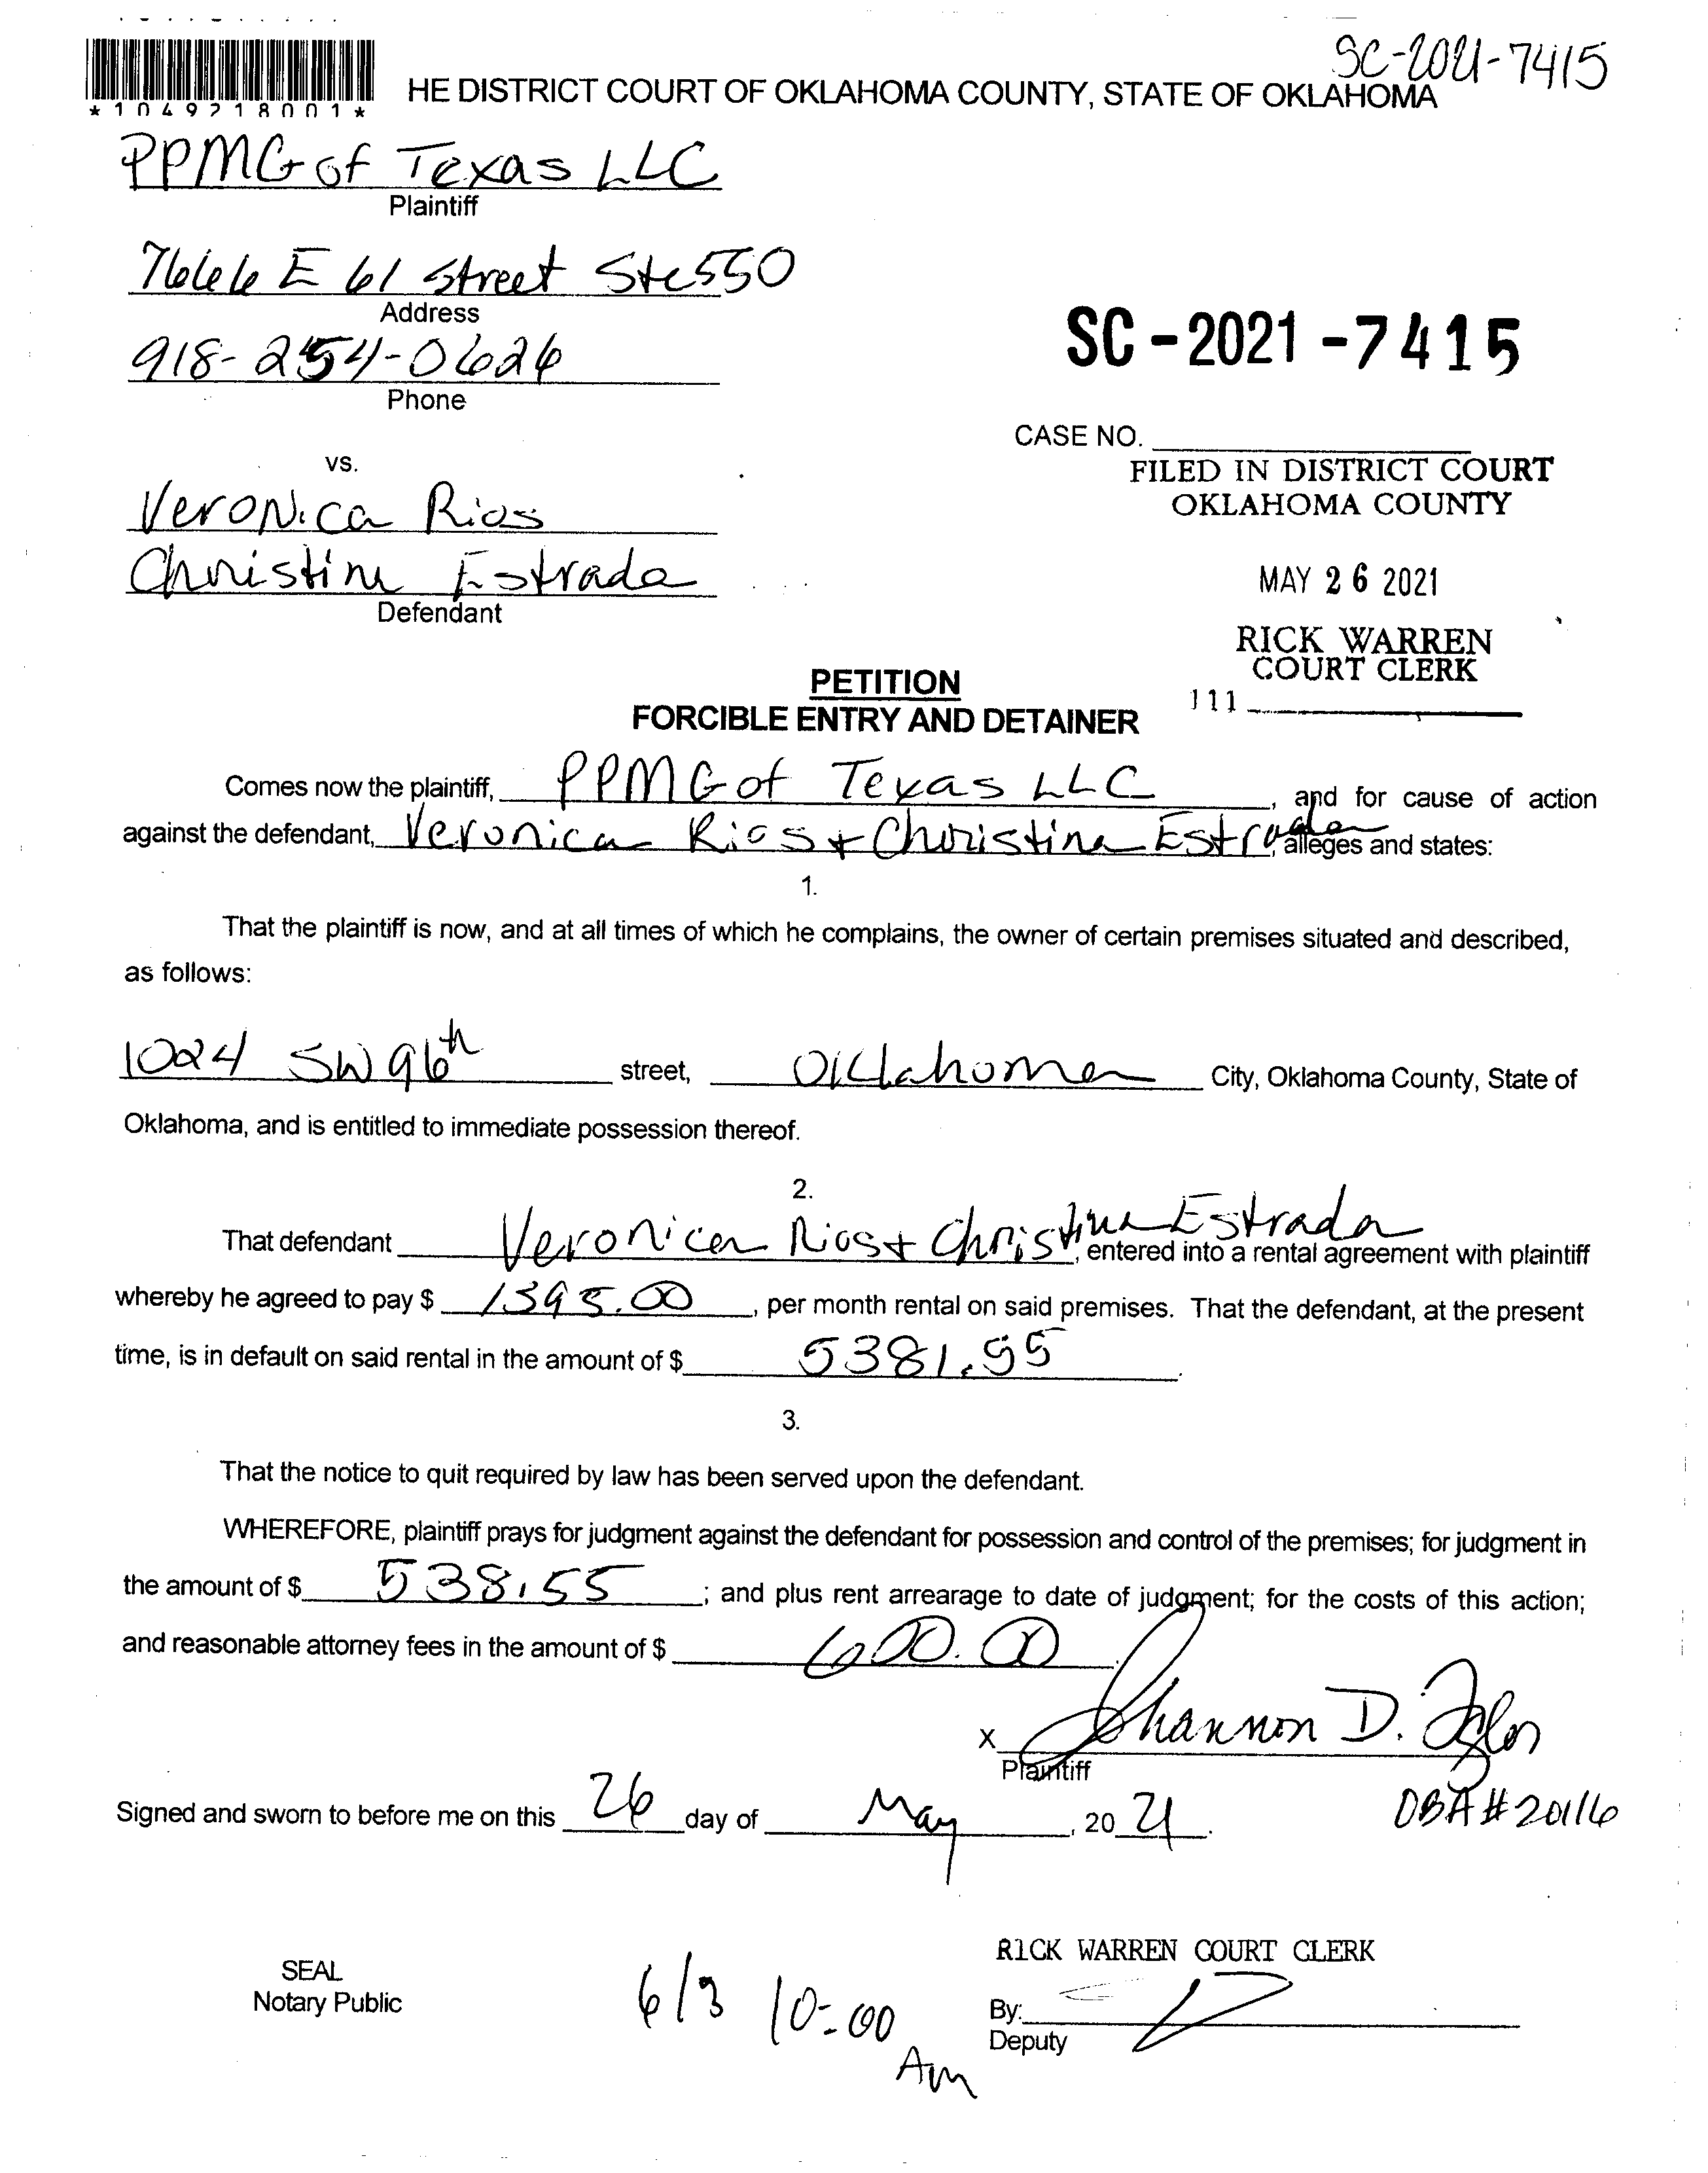 SC-2021-7415
HE DISTRICT COURT OF OKLAHOMA COUNTY, STATE OF OKLAHOMA
*1049218001*
PPMG of Texas LLC
Plaintiff
7666 E 61 Street Ste 550
Address
918-254-0626
Phone
SC-2021-7415
CASE NO.
vs.
FILED IN DISTRICT COURT
OKLAHOMA COUNTY
Veronica Rios
Christina Estrada
Defendant
MAY 26 2021
RICK WARREN
COURT CLERK
111
PETITION
FORCIBLE ENTRY AND DETAINER
Comes now the plaintiff, PPMG of Texas LLC, and for cause of action
against the defendant, Veronica Rios + Christina Estrada, alleges and states:
1.
That the plaintiff is now, and at all times of which he complains, the owner of certain premises situated and described,
as follows:
1024 SW 96th street, Oklahoma City, Oklahoma County, State of
Oklahoma, and is entitled to immediate possession thereof.
2.
That defendant Veronica Rios + Christina Estrada, entered into a rental agreement with plaintiff
whereby he agreed to pay $ 1395.00, per month rental on said premises. That the defendant, at the present
time, is in default on said rental in the amount of $ 5381.55.
3.
That the notice to quit required by law has been served upon the defendant.
WHEREFORE, plaintiff prays for judgment against the defendant for possession and control of the premises; for judgment in
the amount of $ 538.55; and plus rent arrearage to date of judgment; for the costs of this action;
and reasonable attorney fees in the amount of $ 600.00.
X Shannon D.
Plaintiff
OBA # 20116
Signed and sworn to before me on this 26 day of May, 2021.
RICK WARREN COURT CLERK
SEAL
Notary Public
6/3 10:00 Am
By:
Deputy